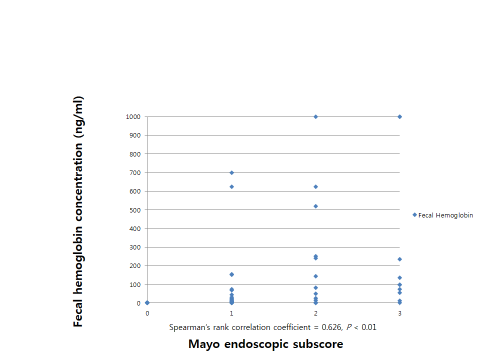 Fecal hemoglobin concentration (ng/ml)
1000
900
800
700
600
500
400
300
200
100
0
0 1 2 3
Fecal Hemoglobin
Spearman's rank correlation coefficient = 0.626, P < 0.01
Mayo endoscopic subscore